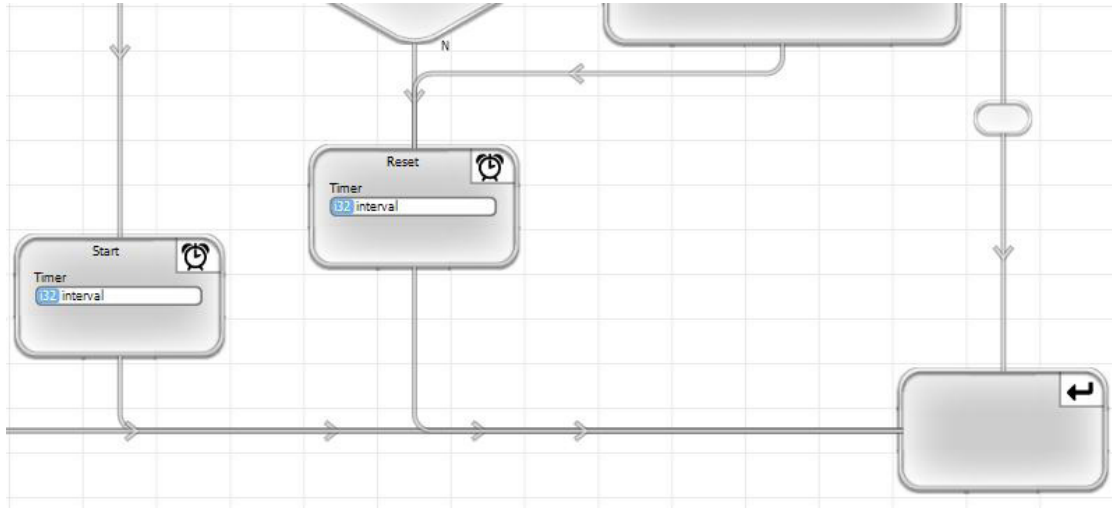 N
Reset
Timer
i32 interval
Start
Timer
i32 interval